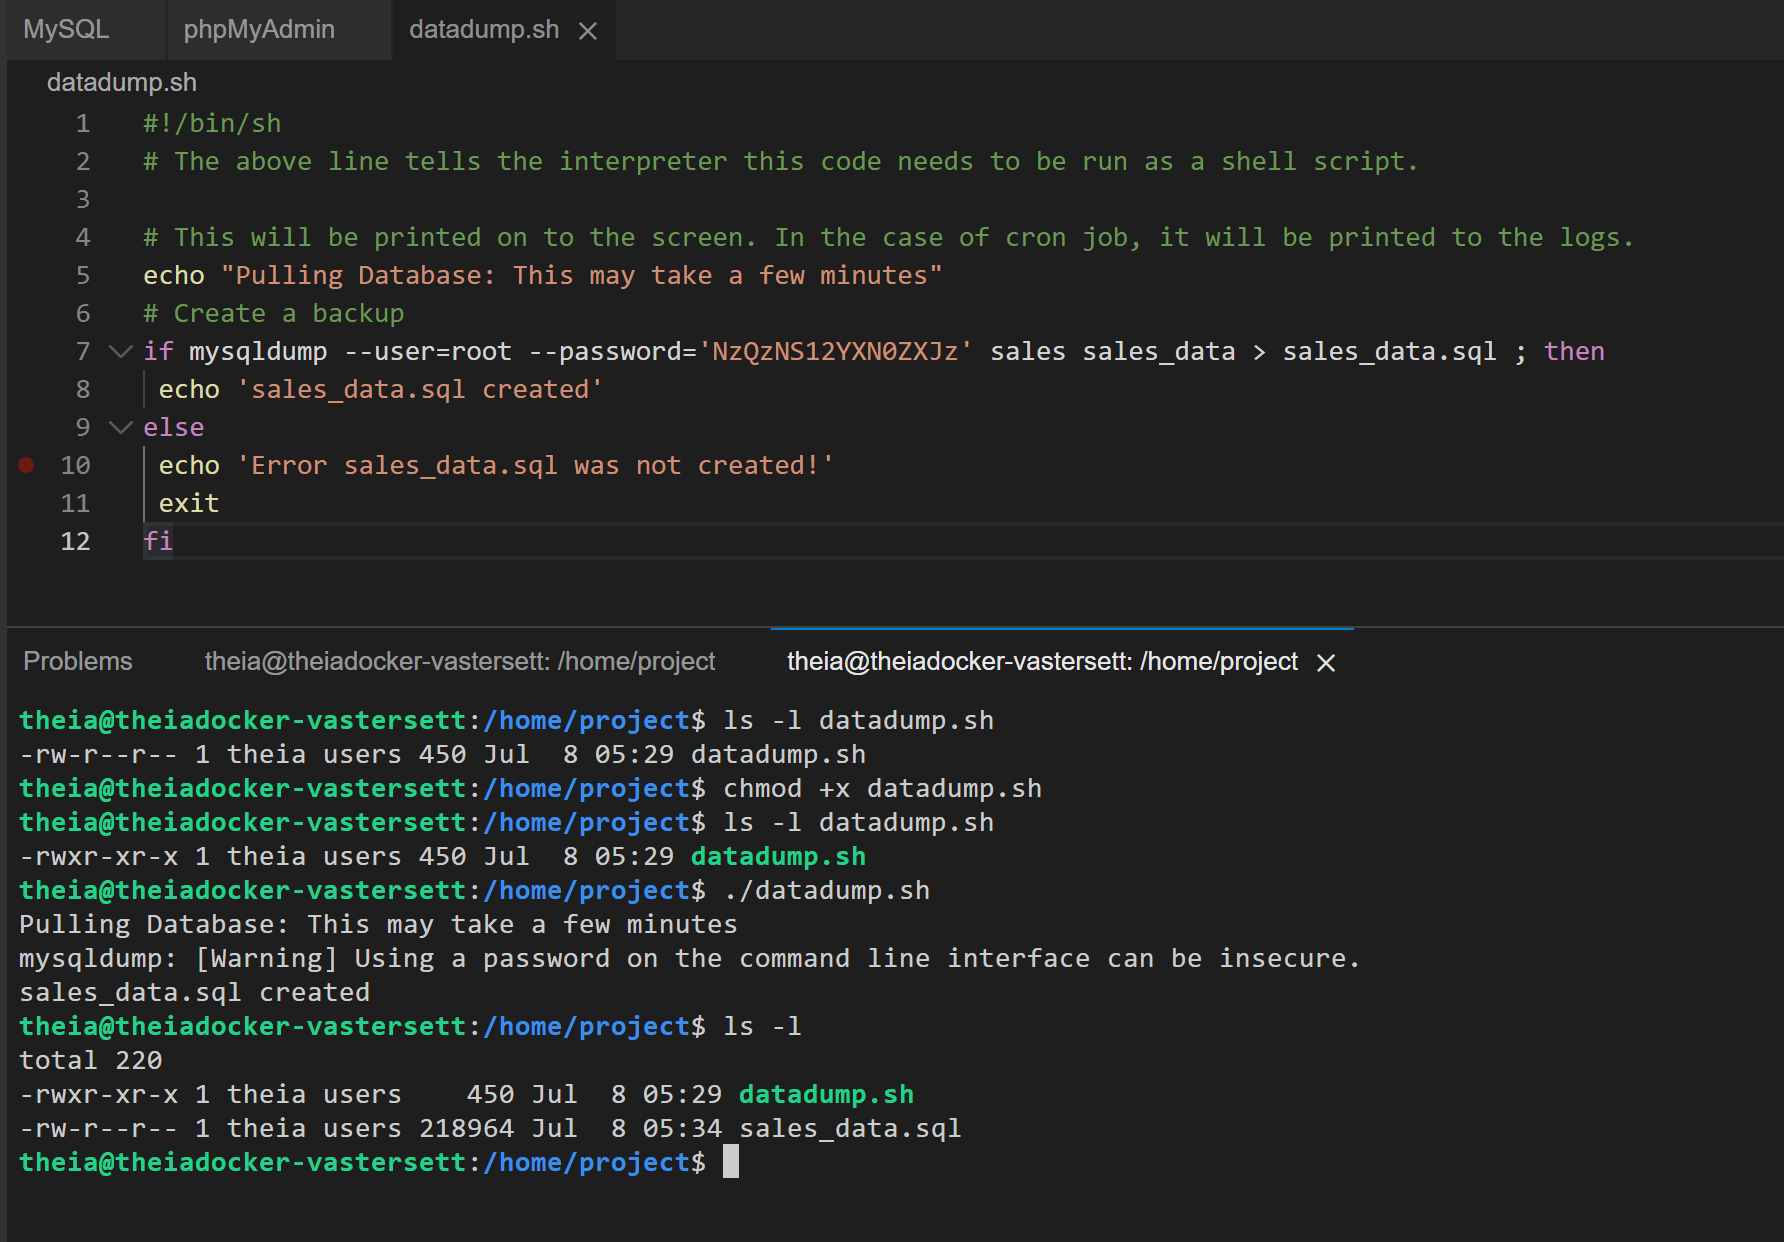 MySQL phpMyAdmin datadump.sh
datadump.sh
1 #!/bin/sh
2 # The above line tells the interpreter this code needs to be run as a shell script.
3
4 # This will be printed on to the screen. In the case of cron job, it will be printed to the logs.
5 echo "Pulling Database: This may take a few minutes"
6 # Create a backup
7 if mysqldump --user=root --password='NzQzNS12YXN0ZXJz' sales sales_data > sales_data.sql ; then
8 echo 'sales_data.sql created'
9 else
10 echo 'Error sales_data.sql was not created!'
11 exit
12 fi
Problems theia@theiadocker-vastersett: /home/project theia@theiadocker-vastersett: /home/project
theia@theiadocker-vastersett:/home/project$ ls -l datadump.sh
-rw-r--r-- 1 theia users 450 Jul  8 05:29 datadump.sh
theia@theiadocker-vastersett:/home/project$ chmod +x datadump.sh
theia@theiadocker-vastersett:/home/project$ ls -l datadump.sh
-rwxr-xr-x 1 theia users 450 Jul  8 05:29 datadump.sh
theia@theiadocker-vastersett:/home/project$ ./datadump.sh
Pulling Database: This may take a few minutes
mysqldump: [Warning] Using a password on the command line interface can be insecure.
sales_data.sql created
theia@theiadocker-vastersett:/home/project$ ls -l
total 220
-rwxr-xr-x 1 theia users    450 Jul  8 05:29 datadump.sh
-rw-r--r-- 1 theia users 218964 Jul  8 05:34 sales_data.sql
theia@theiadocker-vastersett:/home/project$